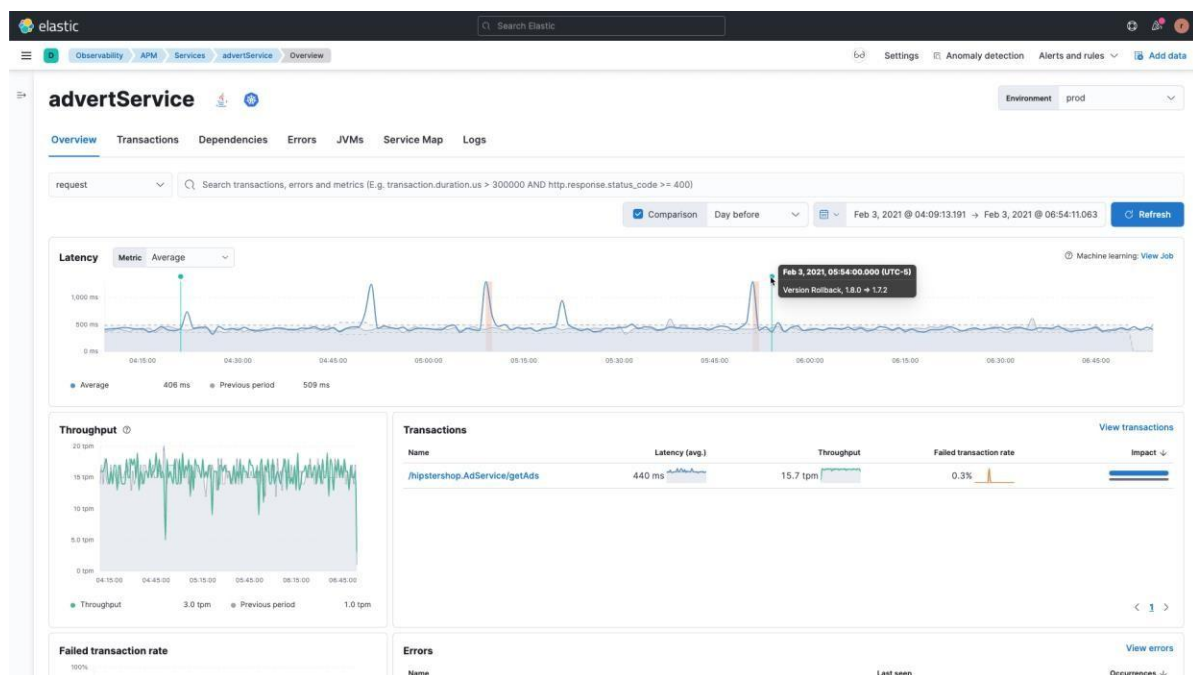 elastic
Search Elastic
r
D
Observability
APM
Services
advertService
Overview
Settings
Anomaly detection
Alerts and rules
Add data
advertService
Environment prod
Overview
Transactions
Dependencies
Errors
JVMs
Service Map
Logs
request
Search transactions, errors and metrics (E.g. transaction.duration.us > 300000 AND http.response.status_code >= 400)
Comparison
Day before
Feb 3, 2021 @ 04:09:13.191 → Feb 3, 2021 @ 06:54:11.063
Refresh
Latency
Metric Average
Machine learning: View Job
Feb 3, 2021, 05:54:00.000 (UTC-5)
Version Rollback, 1.8.0 => 1.7.2
1,000 ms
500 ms
0 ms
04:15:00 04:30:00 04:45:00 05:00:00 05:15:00 05:30:00 05:45:00 06:00:00 06:15:00 06:30:00 06:45:00
Average 406 ms Previous period 509 ms
Throughput
20 tpm
15 tpm
10 tpm
5.0 tpm
0 tpm
04:15:00 04:45:00 05:15:00 05:45:00 06:15:00 06:45:00
Throughput 3.0 tpm Previous period 1.0 tpm
Transactions
View transactions
Name Latency (avg.) Throughput Failed transaction rate Impact
/hipstershop.AdService/getAds 440 ms 15.7 tpm 0.3%
< 1 >
Failed transaction rate
100%
Errors
View errors
Name Last seen Occurrences